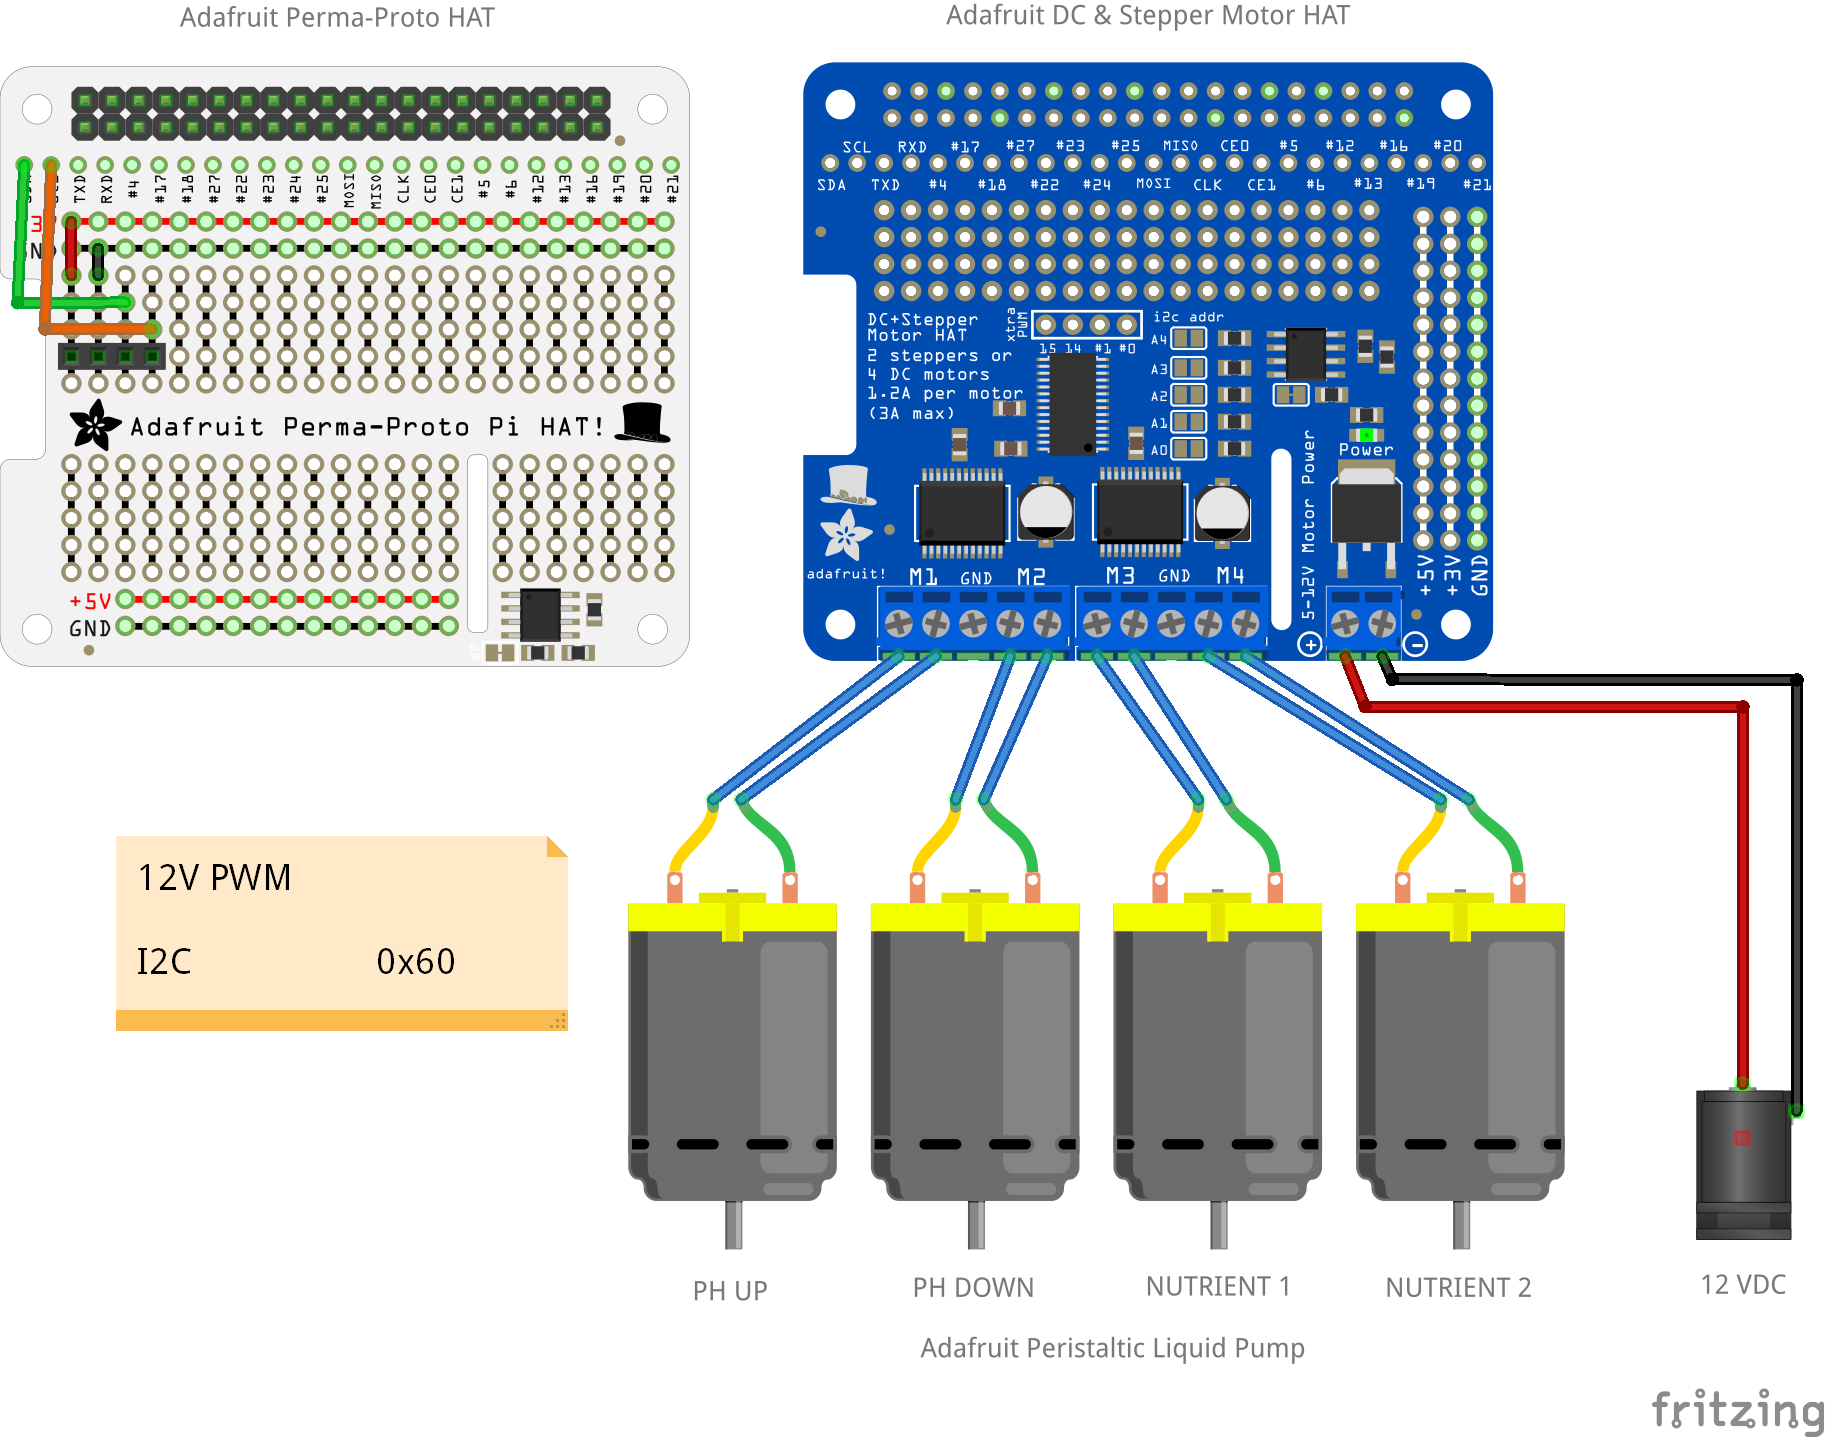 Adafruit Perma-Proto HAT
Adafruit DC & Stepper Motor HAT
TXD RXD #4 #17 #18 #27 #22 #23 #24 #25 MOSI MISO CLK CE0 CE1 #5 #6 #12 #13 #16 #19 #20 #21
Adafruit Perma-Proto Pi HAT!
+5V
GND
SCL RXD #17 #27 #23 #25 MISO CE0 #5 #12 #16 #20
SDA TXD #4 #18 #22 #24 MOSI CLK CE1 #6 #13 #19 #21
DC+Stepper
Motor HAT
2 steppers or
4 DC motors
1.2A per motor
(3A max)
xtra
PWM
15 14 #1 #0
i2c addr
A4
A3
A2
A1
A0
Power
5-12V Motor Power
+5V
+3V
GND
adafruit!
M1 GND M2 M3 GND M4
+ -
12V PWM
I2C 0x60
PH UP
PH DOWN
NUTRIENT 1
NUTRIENT 2
12 VDC
Adafruit Peristaltic Liquid Pump
fritzing